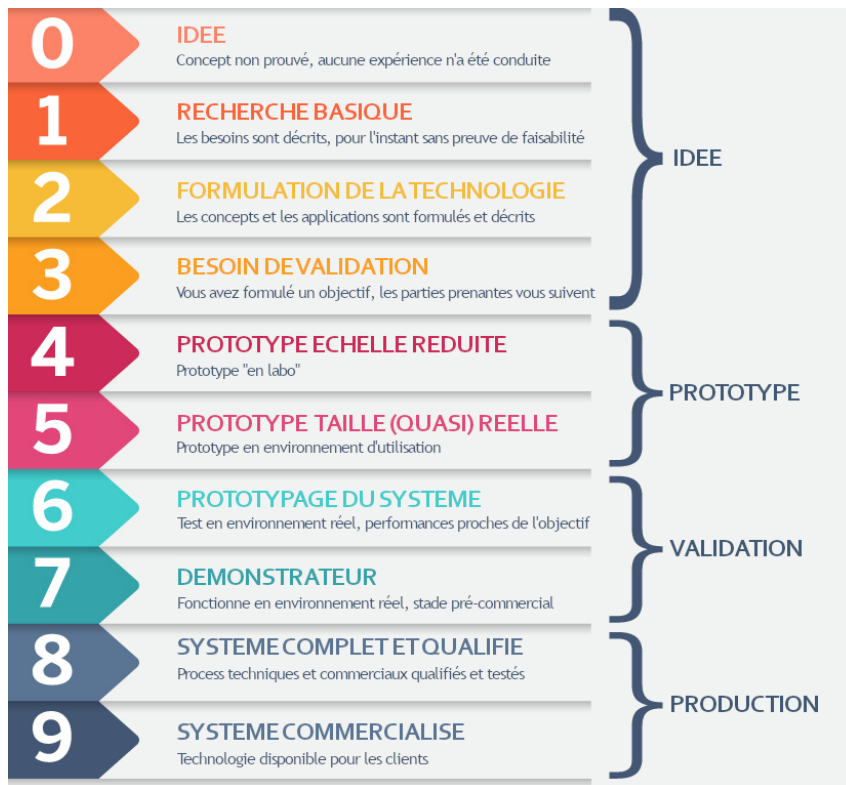 0
IDEE
Concept non prouvé, aucune expérience n'a été conduite
1
RECHERCHE BASIQUE
Les besoins sont décrits, pour l'instant sans preuve de faisabilité
2
FORMULATION DE LA TECHNOLOGIE
Les concepts et les applications sont formulés et décrits
3
BESOIN DE VALIDATION
Vous avez formulé un objectif, les parties prenantes vous suivent
IDEE
4
PROTOTYPE ECHELLE REDUITE
Prototype "en labo"
5
PROTOTYPE TAILLE (QUASI) REELLE
Prototype en environnement d'utilisation
PROTOTYPE
6
PROTOTYPAGE DU SYSTEME
Test en environnement réel, performances proches de l'objectif
7
DEMONSTRATEUR
Fonctionne en environnement réel, stade pré-commercial
VALIDATION
8
SYSTEME COMPLET ET QUALIFIE
Process techniques et commerciaux qualifiés et testés
9
SYSTEME COMMERCIALISE
Technologie disponible pour les clients
PRODUCTION